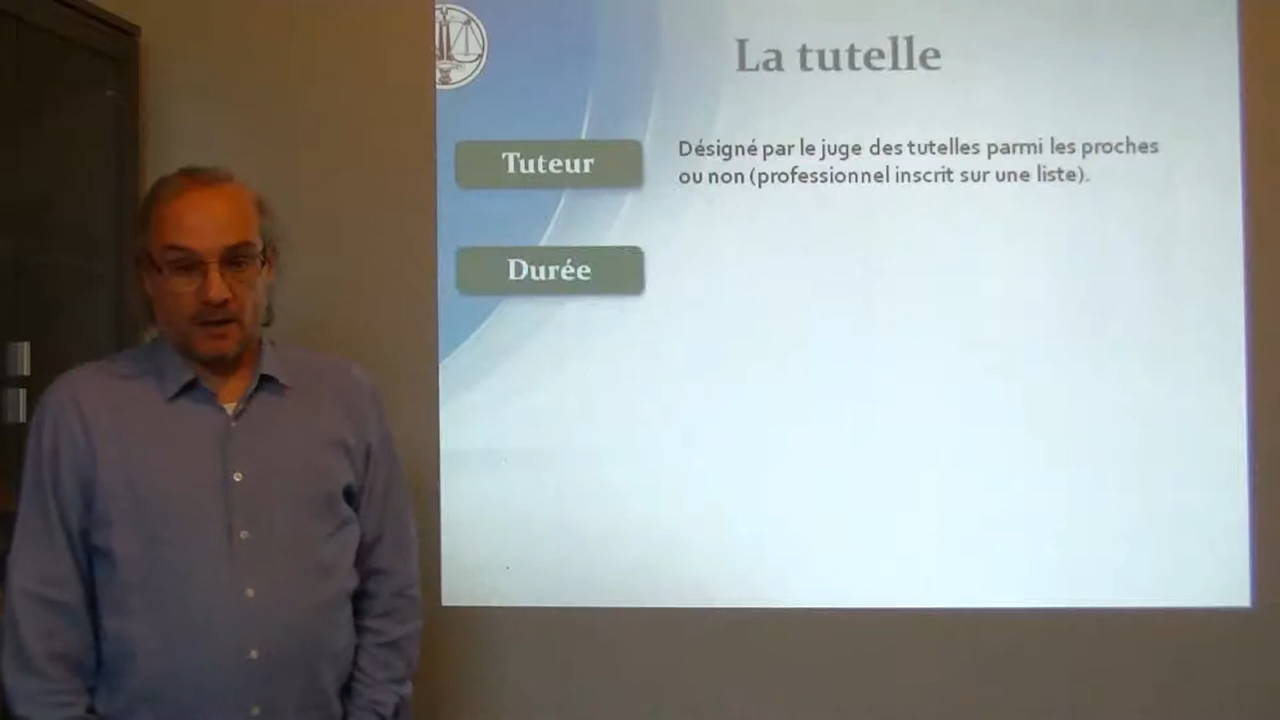 La tutelle
Tuteur
Désigné par le juge des tutelles parmi les proches
ou non (professionnel inscrit sur une liste).
Durée